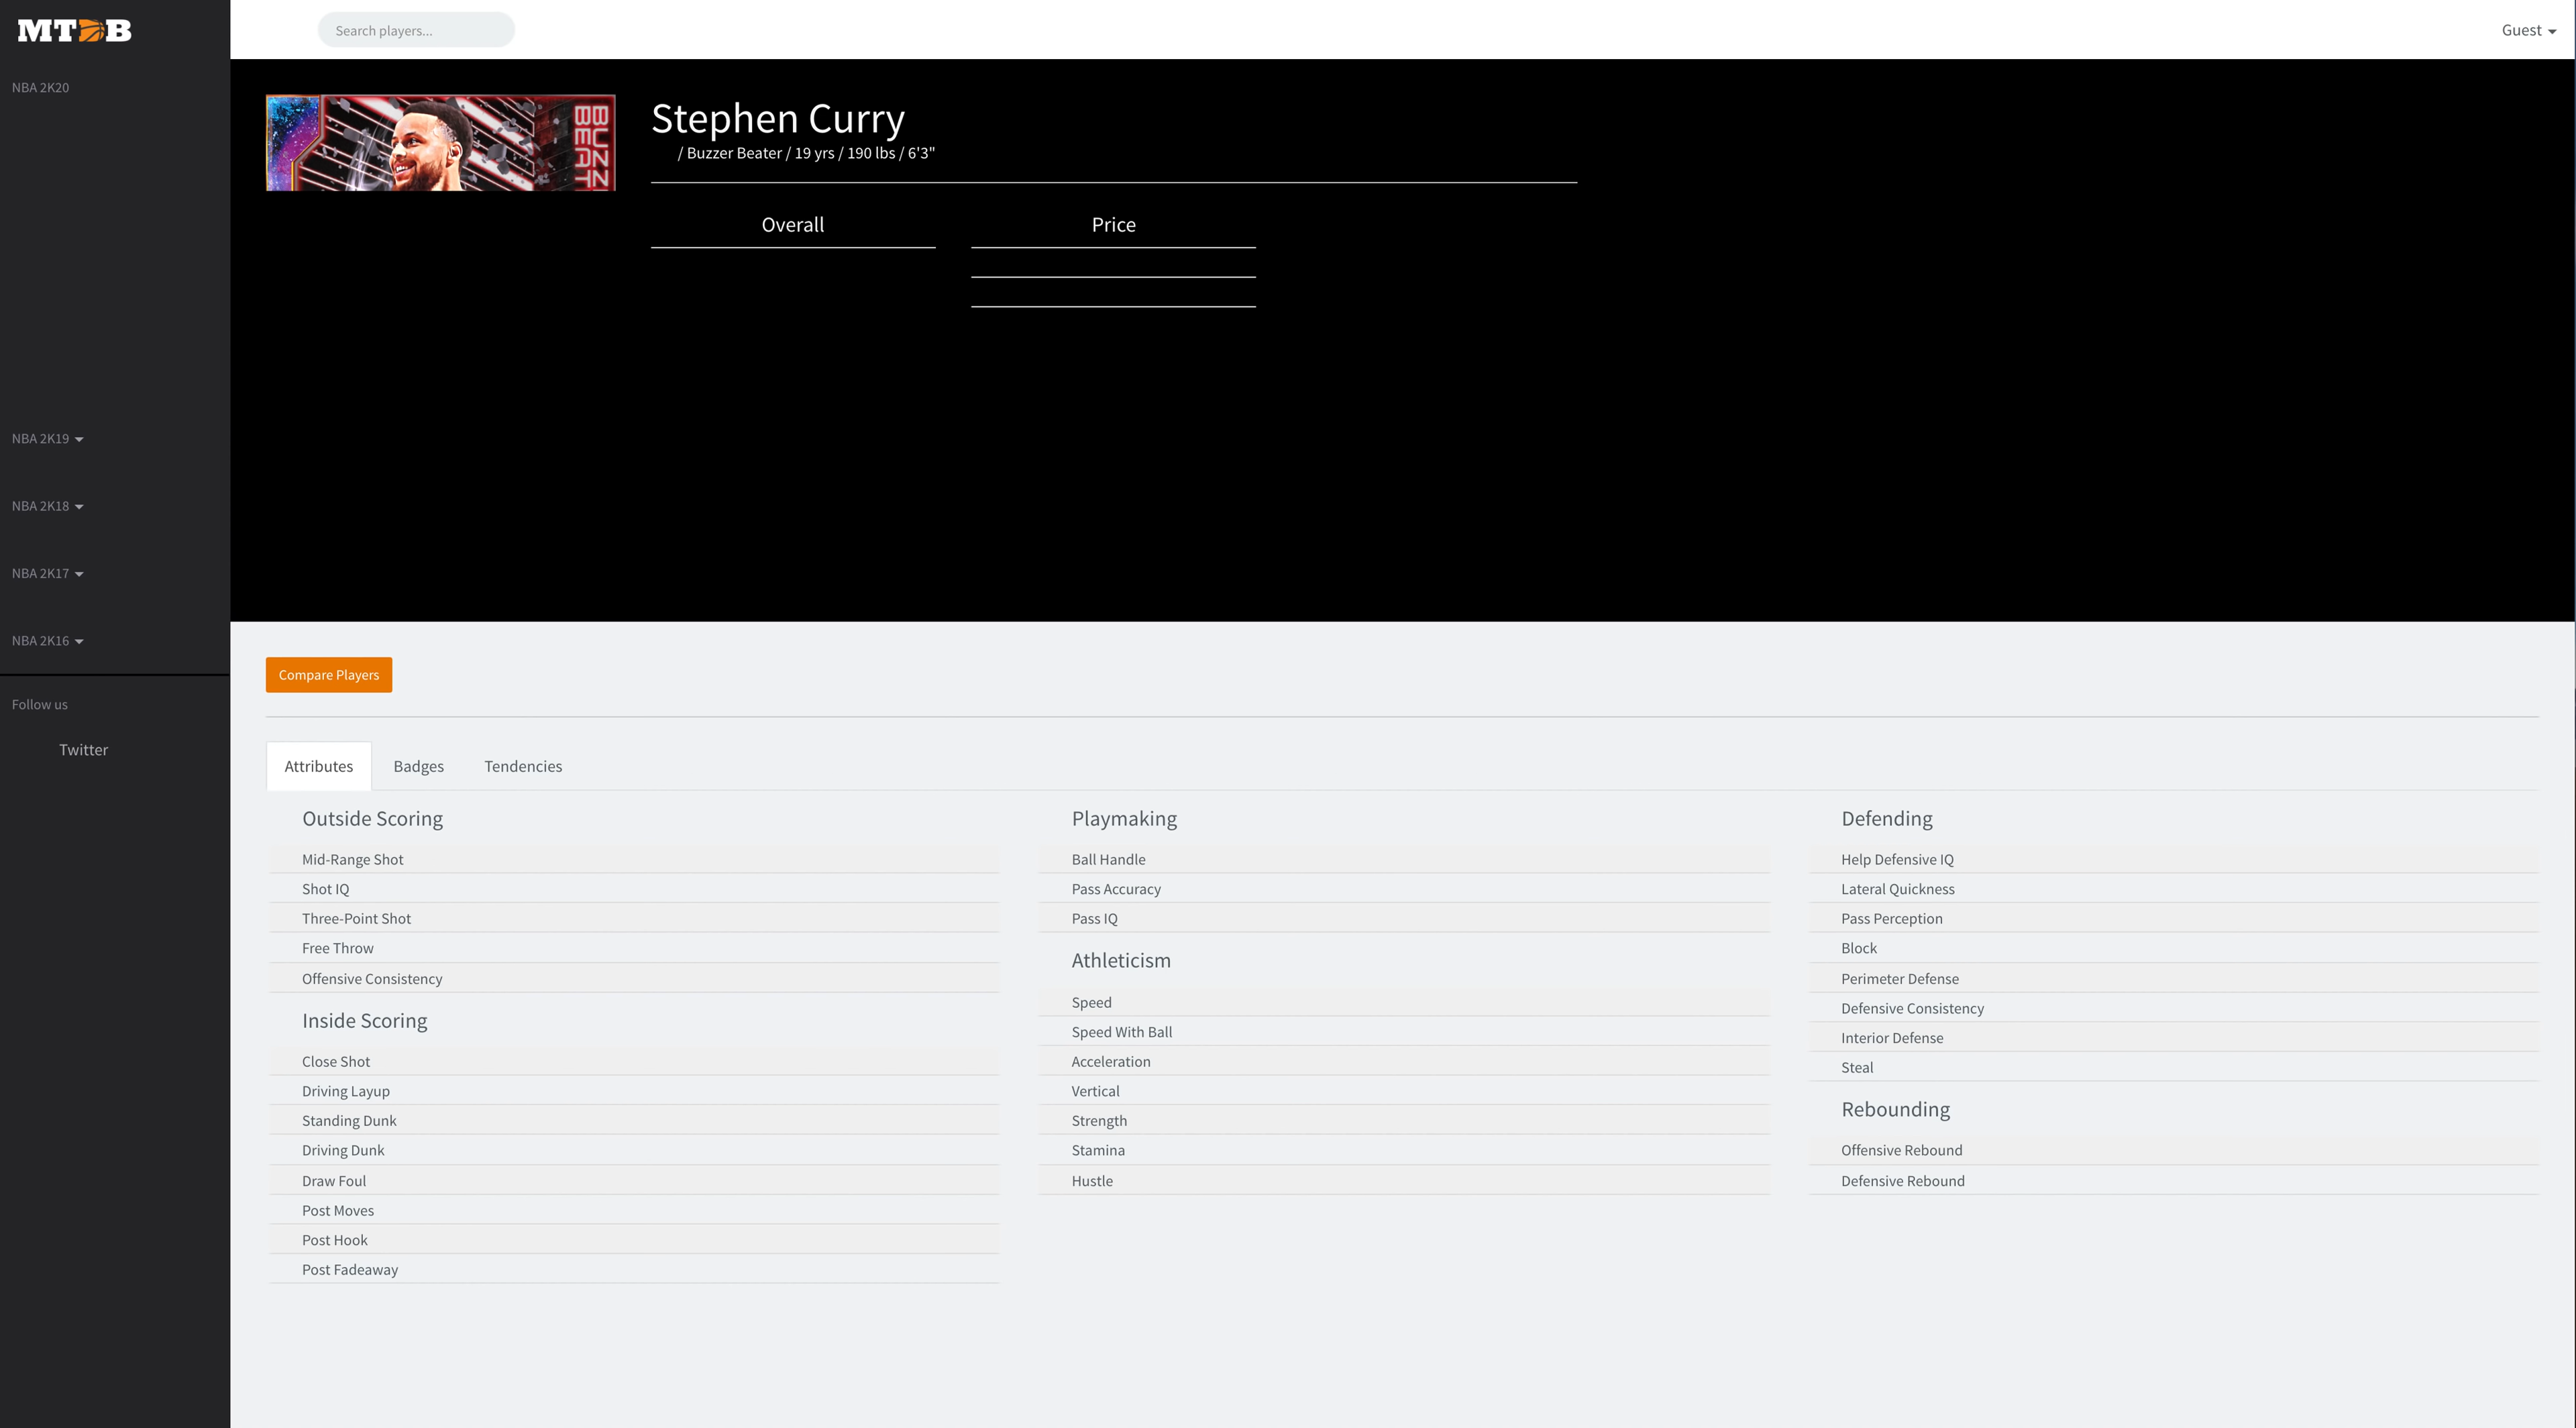 MTDB
Search players...
Guest
NBA 2K20
NBA 2K19
NBA 2K18
NBA 2K17
NBA 2K16
Follow us
Twitter
Stephen Curry
/ Buzzer Beater / 19 yrs / 190 lbs / 6'3"
Overall
Price
Compare Players
Attributes
Badges
Tendencies
Outside Scoring
Mid-Range Shot
Shot IQ
Three-Point Shot
Free Throw
Offensive Consistency
Inside Scoring
Close Shot
Driving Layup
Standing Dunk
Driving Dunk
Draw Foul
Post Moves
Post Hook
Post Fadeaway
Playmaking
Ball Handle
Pass Accuracy
Pass IQ
Athleticism
Speed
Speed With Ball
Acceleration
Vertical
Strength
Stamina
Hustle
Defending
Help Defensive IQ
Lateral Quickness
Pass Perception
Block
Perimeter Defense
Defensive Consistency
Interior Defense
Steal
Rebounding
Offensive Rebound
Defensive Rebound